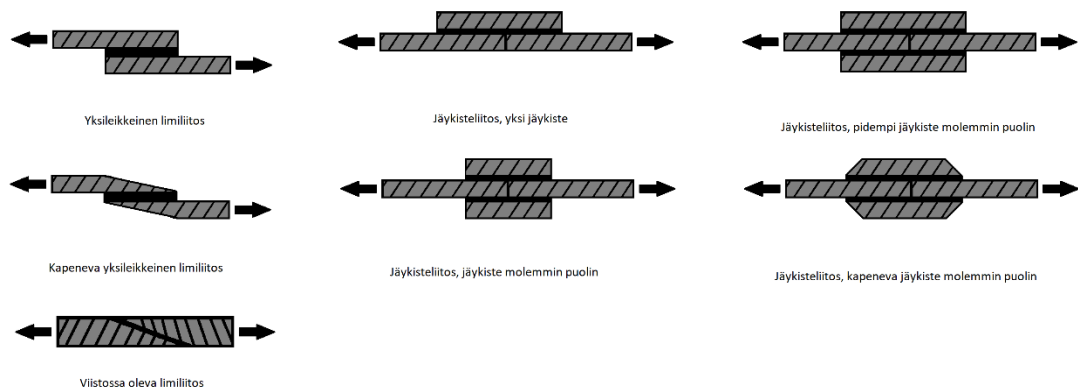 Yksileikkeinen limiliitos
Jäykisteliitos, yksi jäykiste
Jäykisteliitos, pidempi jäykiste molemmin puolin
Kapeneva yksileikkeinen limiliitos
Jäykisteliitos, jäykiste molemmin puolin
Jäykisteliitos, kapeneva jäykiste molemmin puolin
Viistossa oleva limiliitos